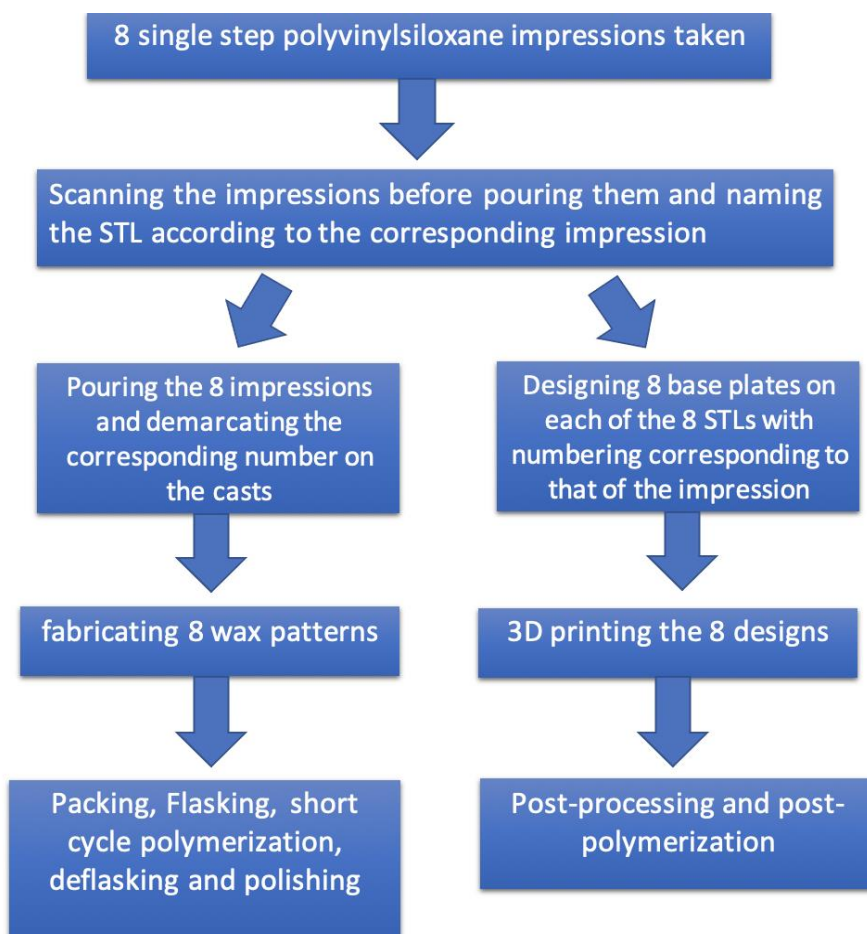 8 single step polyvinylsiloxane impressions taken
Scanning the impressions before pouring them and naming
the STL according to the corresponding impression
Pouring the 8 impressions
and demarcating the
corresponding number on
the casts
Designing 8 base plates on
each of the 8 STLs with
numbering corresponding to
that of the impression
fabricating 8 wax patterns
3D printing the 8 designs
Packing, Flasking, short
cycle polymerization,
deflasking and polishing
Post-processing and post-
polymerization